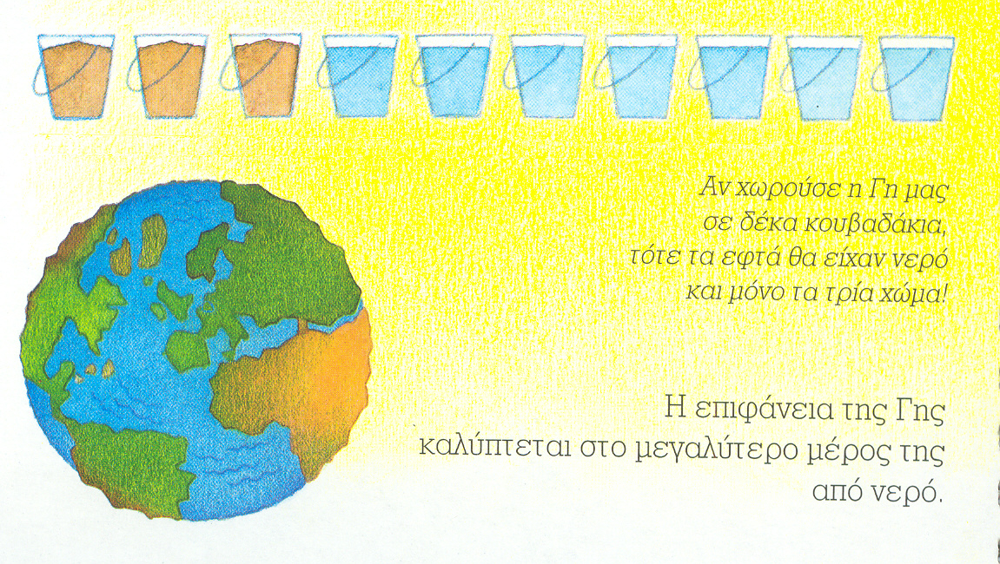 Αν χωρούσε η Γη μας
σε δέκα κουβαδάκια,
τότε τα εφτά θα είχαν νερό
και μόνο τα τρία χώμα!
Η επιφάνεια της Γης
καλύπτεται στο μεγαλύτερο μέρος της
από νερό.